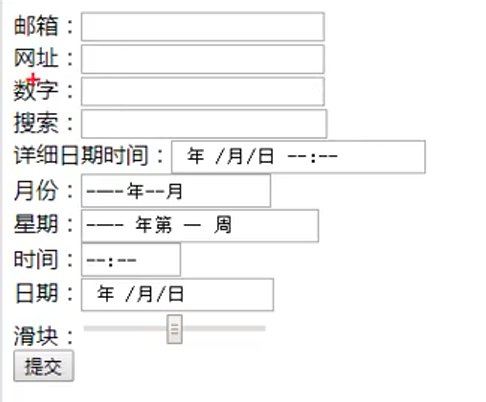 邮箱：
网址：
数字：
搜索：
详细日期时间： 年 /月/日 --:--
月份：----年--月
星期：---- 年第 -- 周
时间：--:--
日期： 年 /月/日
滑块：
提交